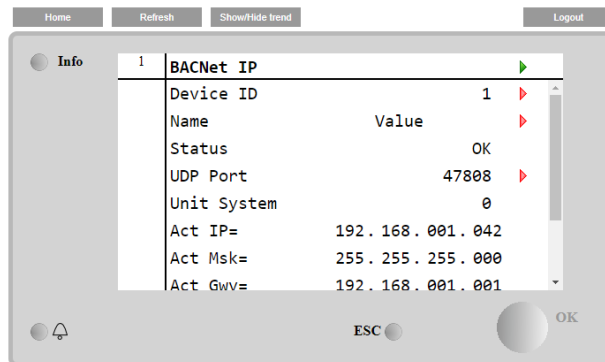 Home Refresh Show/Hide trend Logout
Info
1 BACNet IP
Device ID 1
Name Value
Status OK
UDP Port 47808
Unit System 0
Act IP= 192.168.001.042
Act Msk= 255.255.255.000
Act Gwy= 192.168.001.001
ESC OK